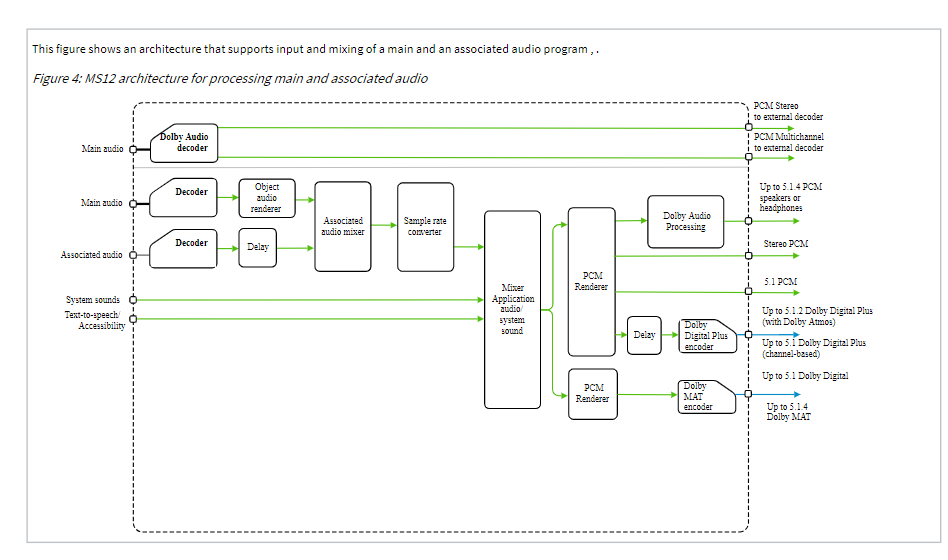 This figure shows an architecture that supports input and mixing of a main and an associated audio program , .
Figure 4: MS12 architecture for processing main and associated audio
PCM Stereo
to external decoder
Dolby Audio
decoder
Main audio
PCM Multichannel
to external decoder
Main audio
Decoder
Object
audio
renderer
Associated
audio mixer
Sample rate
converter
Dolby Audio
Processing
Up to 5.1.4 PCM
speakers or
headphones
Associated audio
Decoder
Delay
Stereo PCM
PCM
Renderer
5.1 PCM
System sounds
Text-to-speech/
Accessibility
Mixer
Application
audio/
system
sound
Delay
Dolby
Digital Plus
encoder
Up to 5.1.2 Dolby Digital Plus
(with Dolby Atmos)
Up to 5.1 Dolby Digital Plus
(channel-based)
Up to 5.1 Dolby Digital
PCM
Renderer
Dolby
MAT
encoder
Up to 5.1.4
Dolby MAT